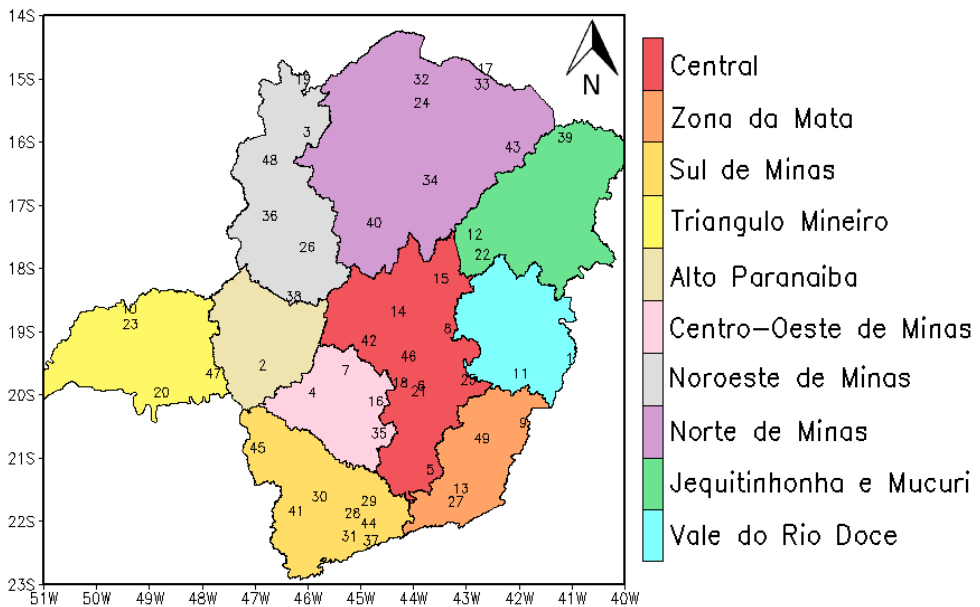 14S
15S
16S
17S
18S
19S
20S
21S
22S
23S
51W 50W 49W 48W 47W 46W 45W 44W 43W 42W 41W 40W
N
19
32
17
33
24
3
43
39
48
34
36
40
12
26
22
15
38
10
14
23
8
42
46
1
2
7
47
11
18
6
25
20
4
21
16
9
35
49
45
5
13
30
29
27
41
28
44
31
37
Central
Zona da Mata
Sul de Minas
Triangulo Mineiro
Alto Paranaiba
Centro-Oeste de Minas
Noroeste de Minas
Norte de Minas
Jequitinhonha e Mucuri
Vale do Rio Doce